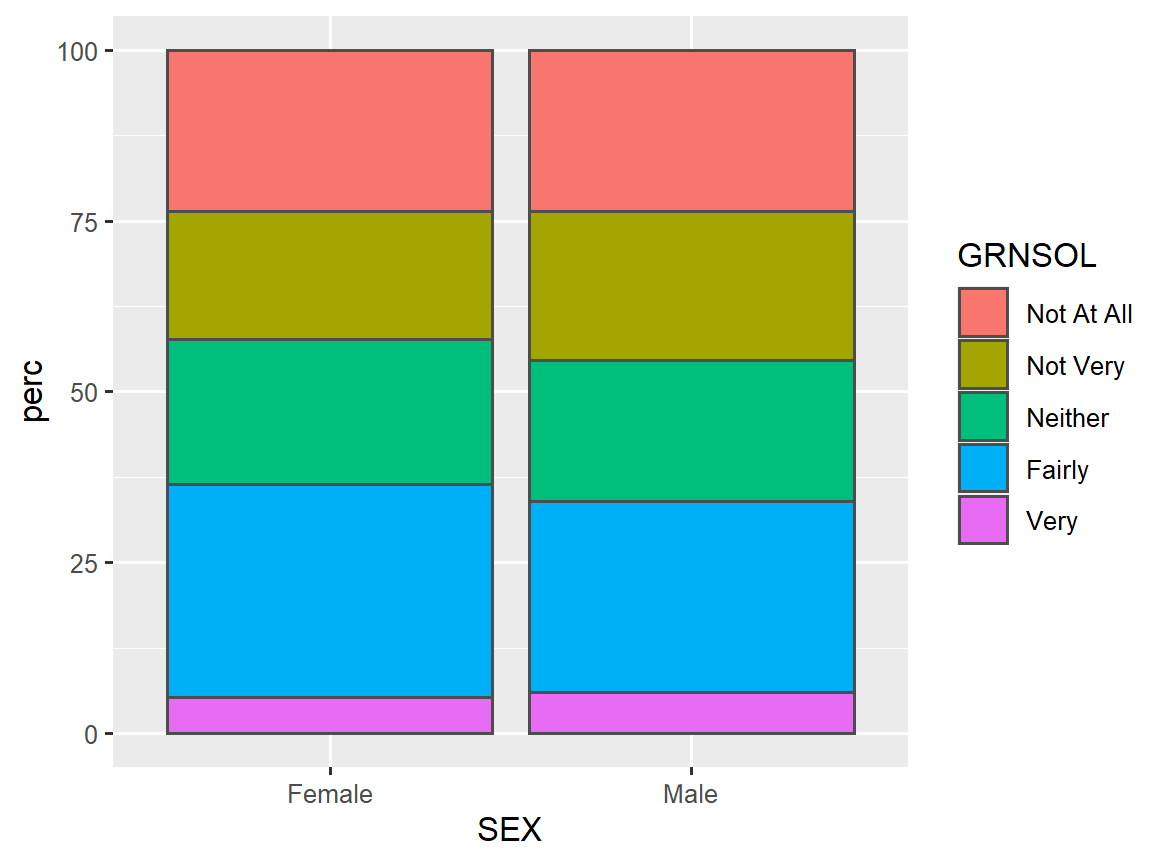 100
75
50
25
0
perc
Female Male
SEX
GRNSOL
Not At All
Not Very
Neither
Fairly
Very